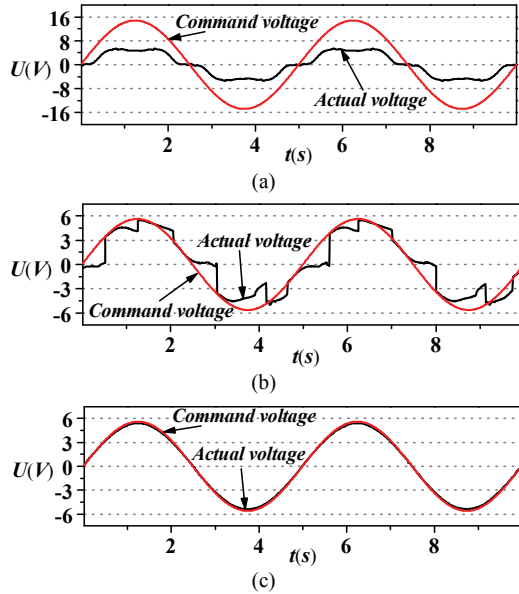 16
8
0
-8
-16
U(V)
Command voltage
Actual voltage
2 4 6 8
t(s)
(a)
6
3
0
-3
-6
U(V)
Actual voltage
Command voltage
2 4 6 8
t(s)
(b)
6
3
0
-3
-6
U(V)
Command voltage
Actual voltage
2 4 6 8
t(s)
(c)